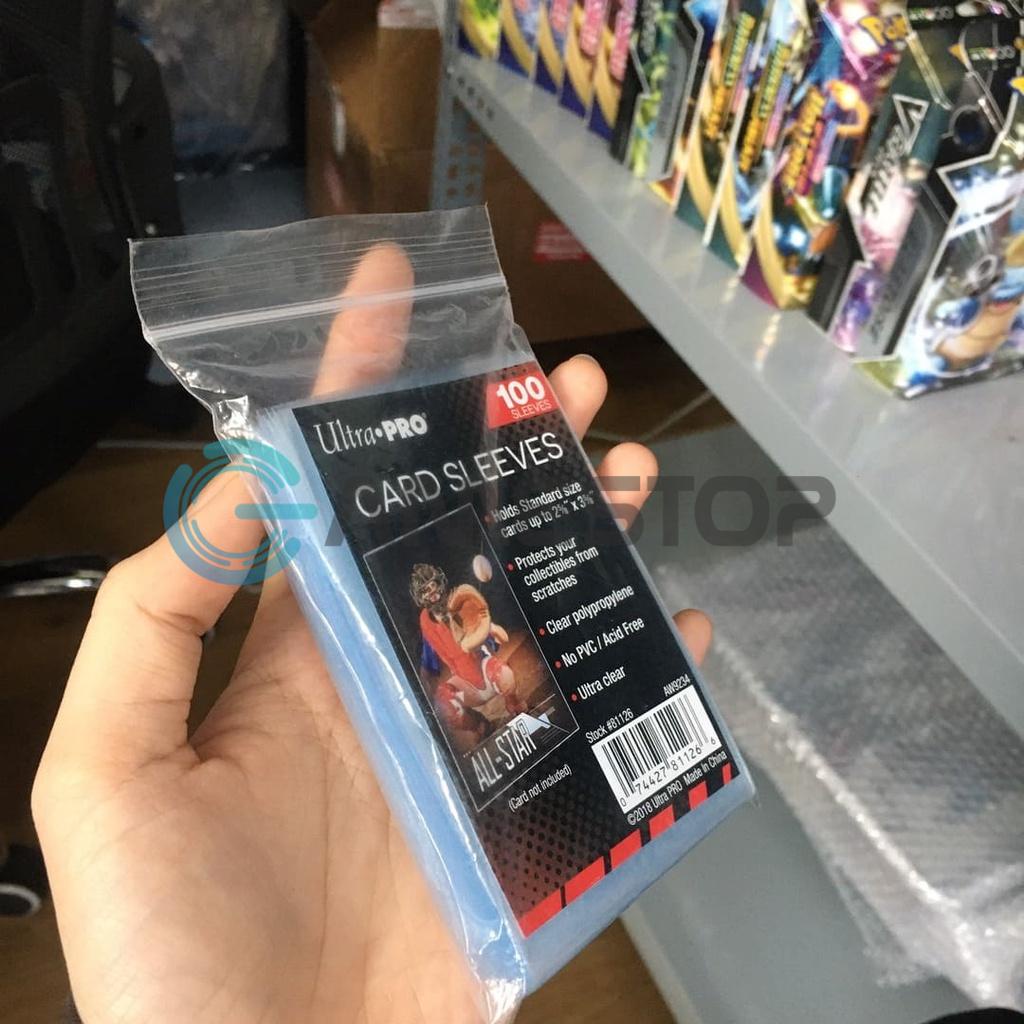 Ultra•PRO®
100
SLEEVES
CARD SLEEVES
• Holds Standard size
cards up to 2⅝" x 3⅝"
• Protects your
collectibles from
scratches
• Clear polypropylene
• No PVC / Acid Free
• Ultra clear
ALL-STAR
(Card not included)
Stock #81126
AW9234
0 74427 81126 6
©2018 Ultra PRO Made in China
STOP